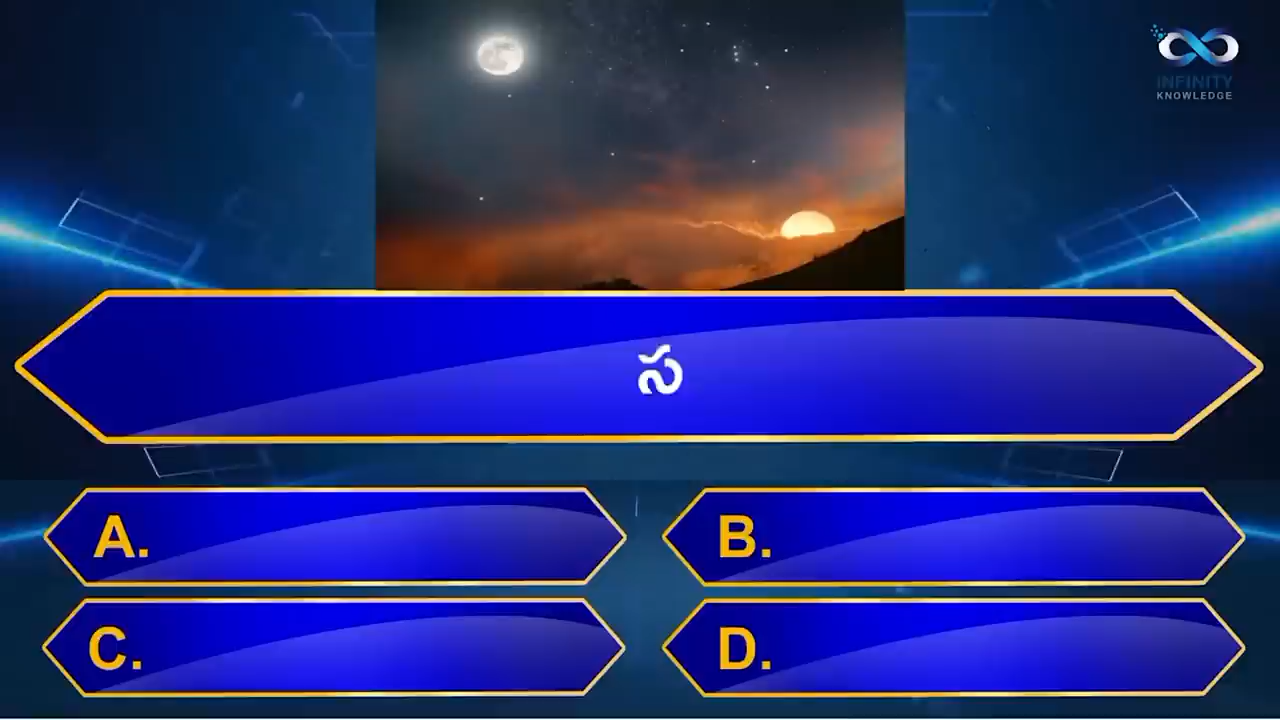 INFINITY
KNOWLEDGE
స
A.
B.
C.
D.